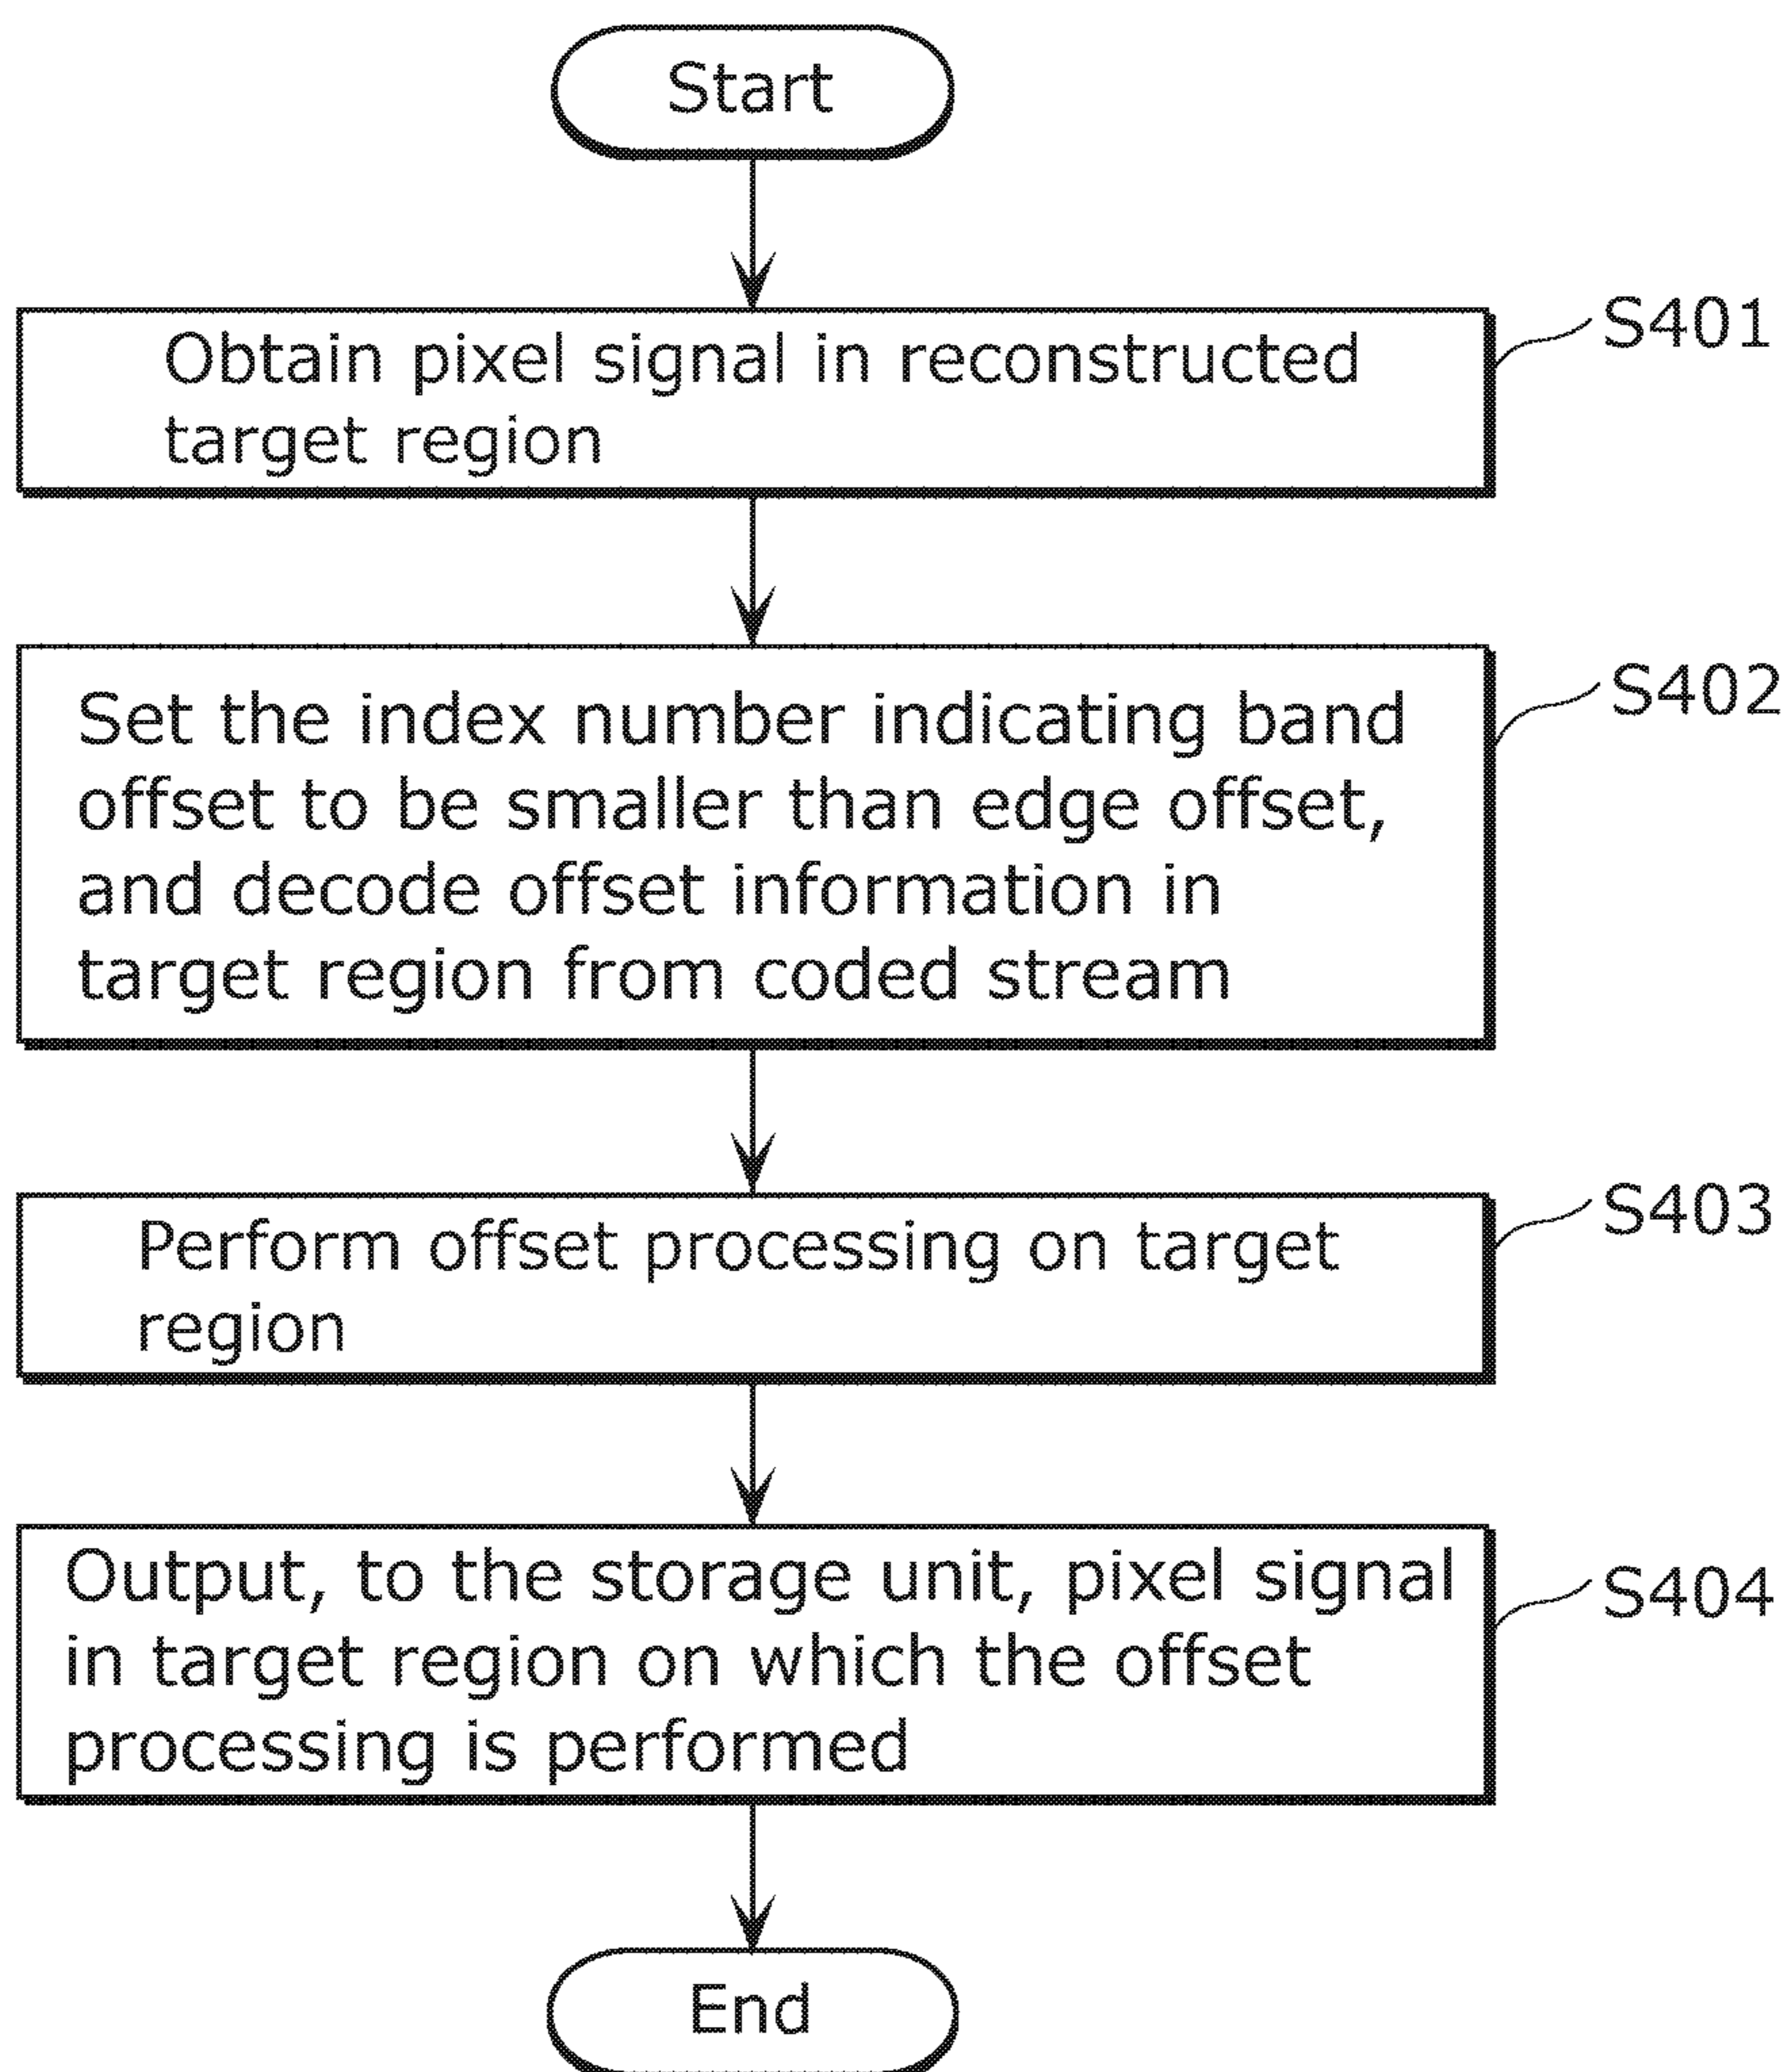 Start
Obtain pixel signal in reconstructed
target region
S401
Set the index number indicating band
offset to be smaller than edge offset,
and decode offset information in
target region from coded stream
S402
Perform offset processing on target
region
S403
Output, to the storage unit, pixel signal
in target region on which the offset
processing is performed
S404
End